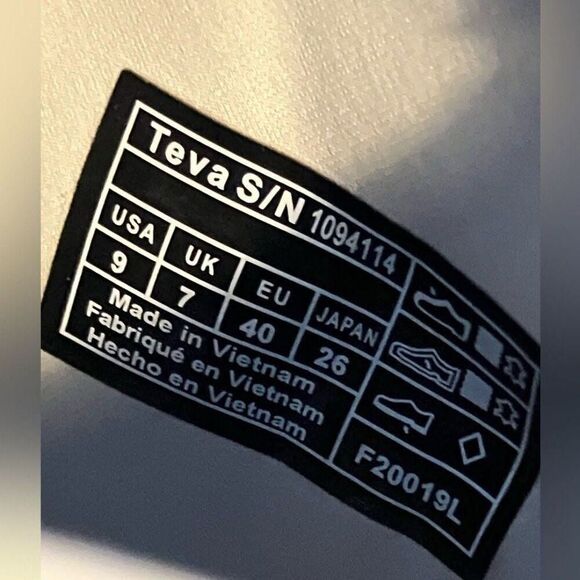 Teva S/N 1094114
USA UK EU JAPAN
9 7 40 26
Made in Vietnam
Fabriqué en Vietnam
Hecho en Vietnam
F20019L